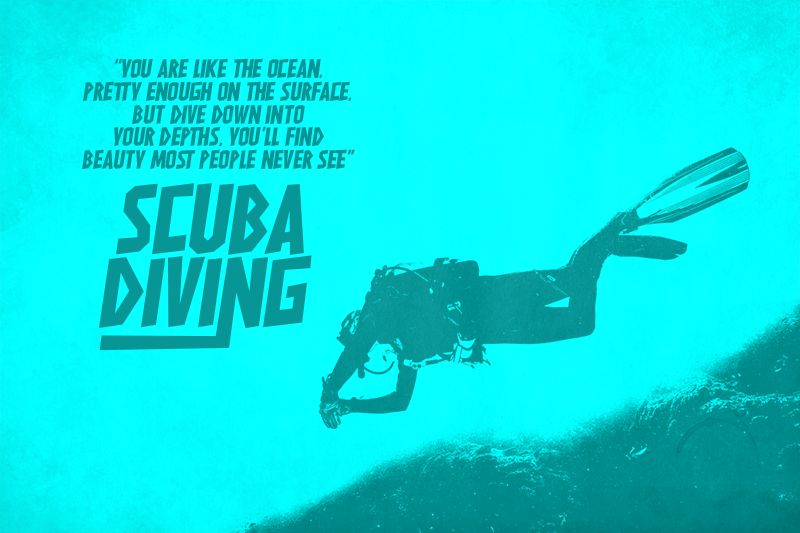 “YOU ARE LIKE THE OCEAN.
PRETTY ENOUGH ON THE SURFACE.
BUT DIVE DOWN INTO
YOUR DEPTHS. YOU'LL FIND
BEAUTY MOST PEOPLE NEVER SEE”
SCUBA
DIVING